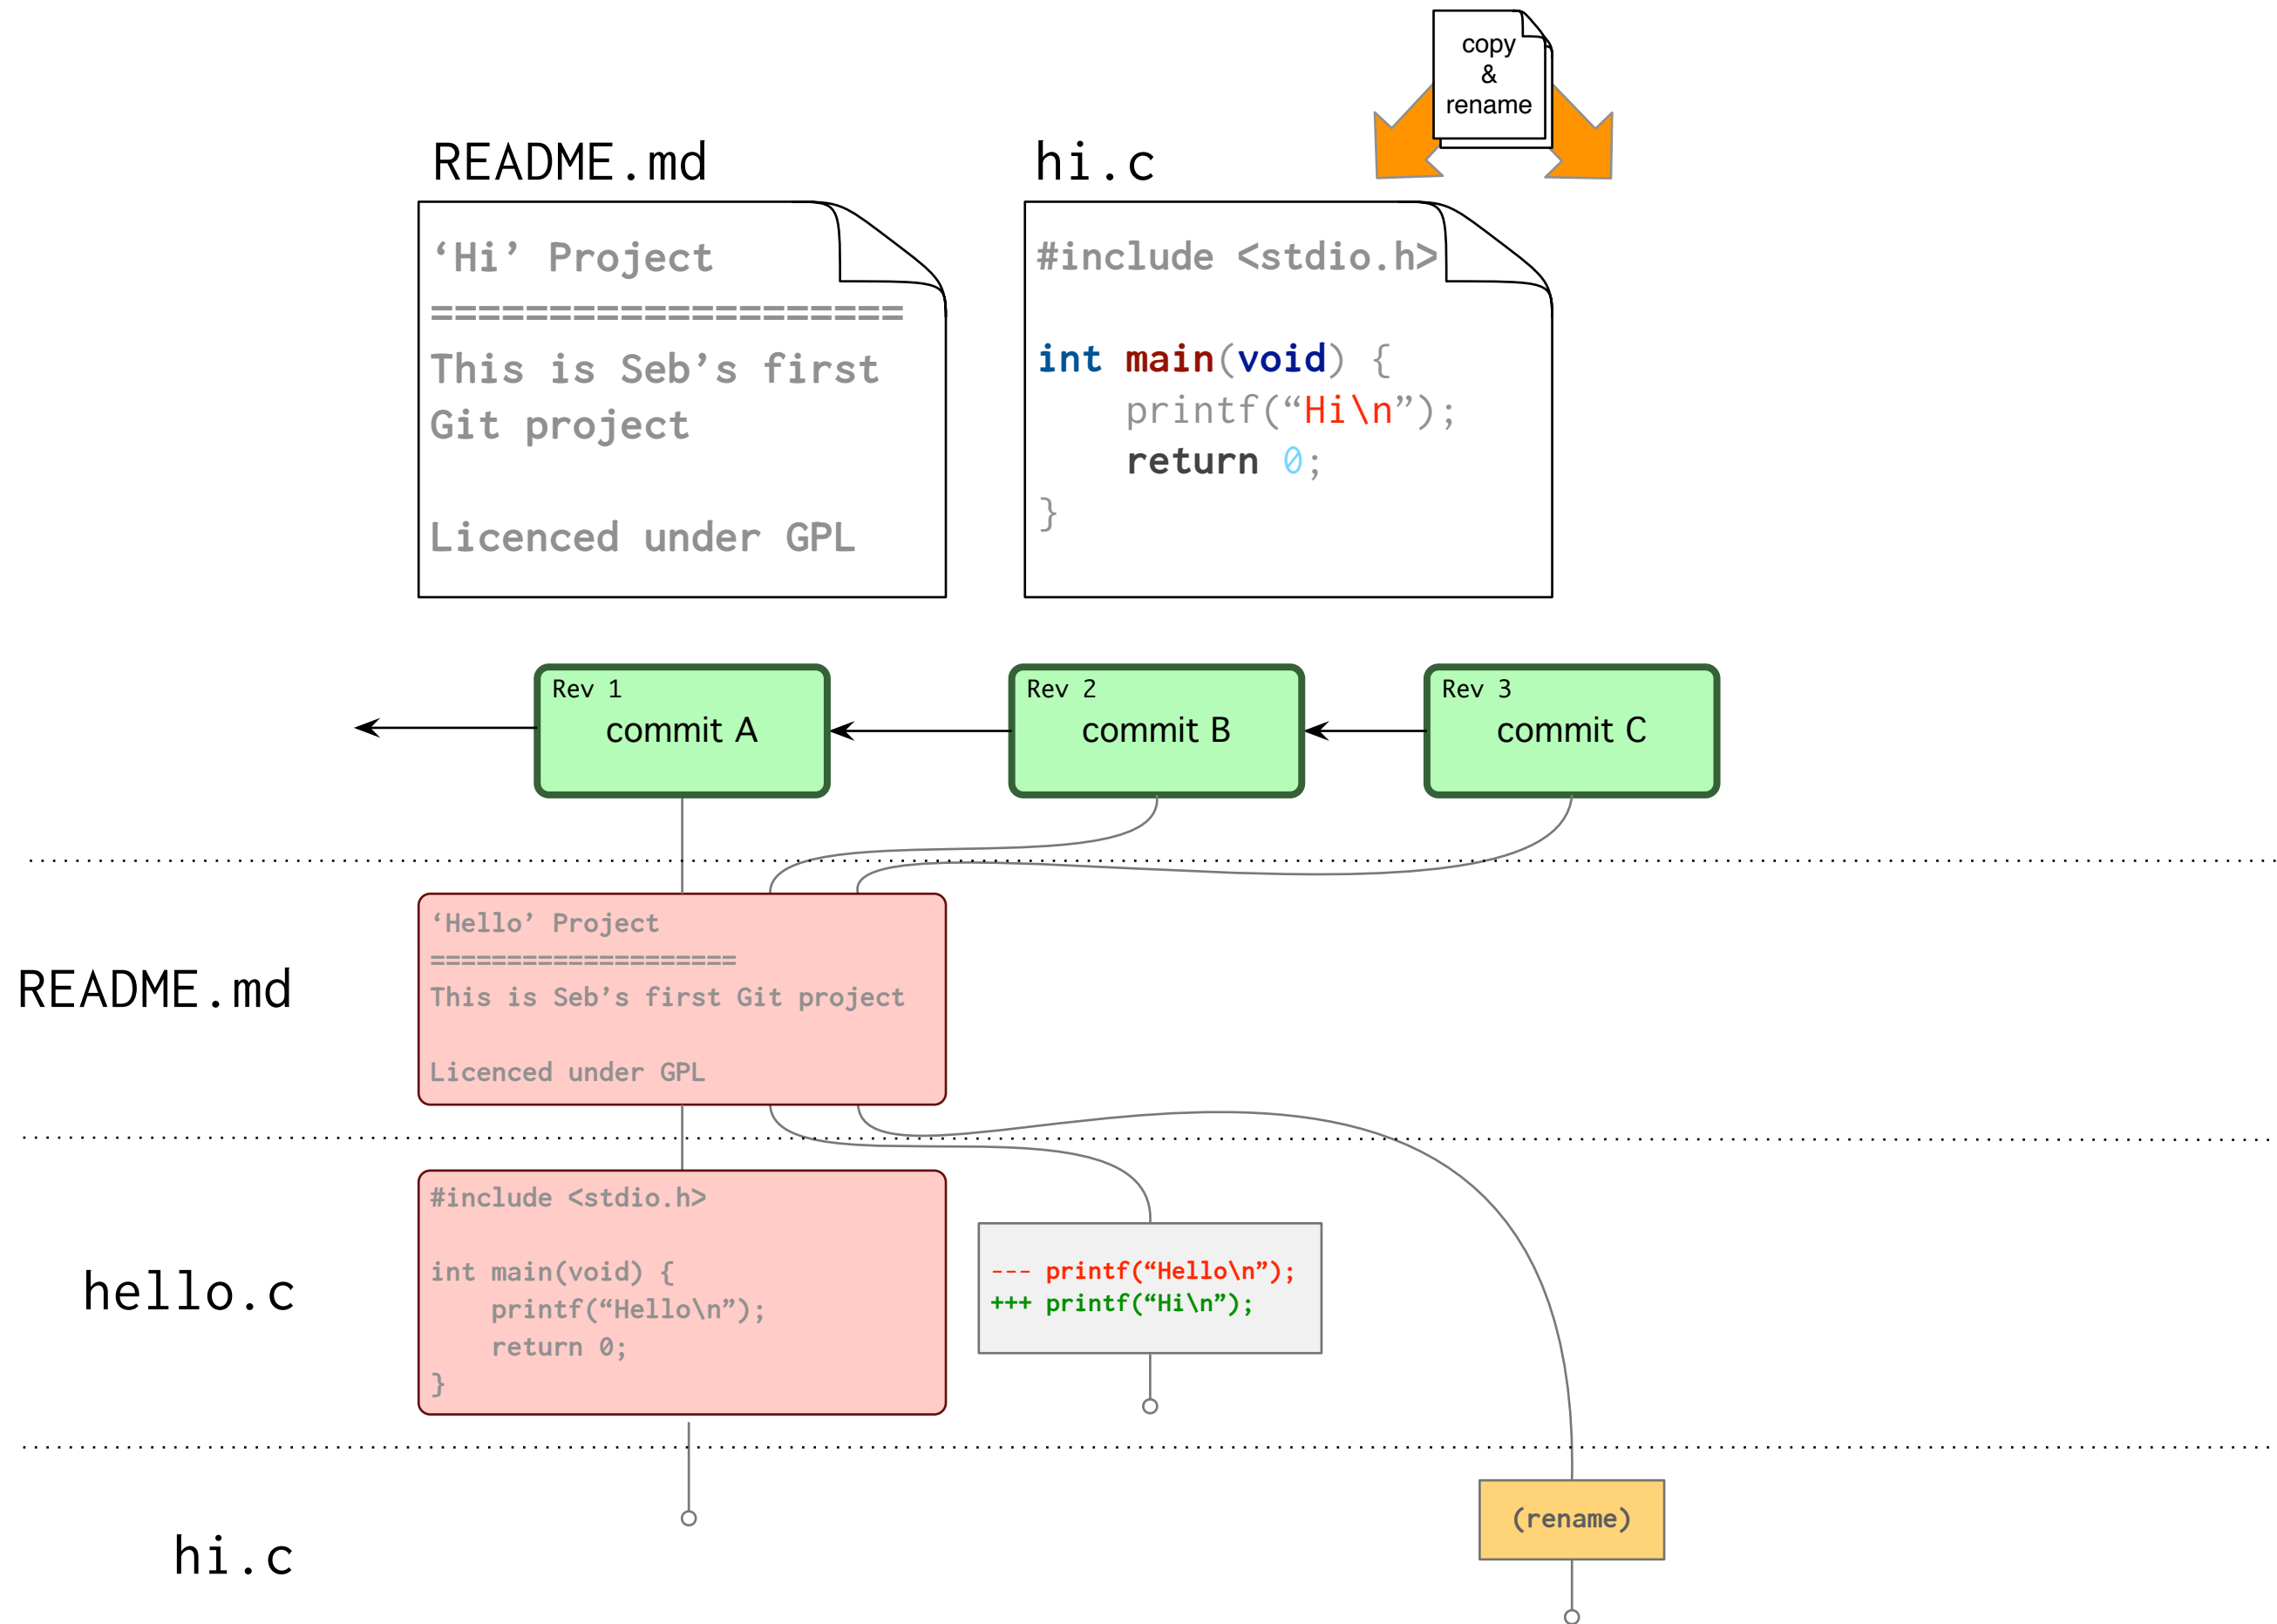 copy
&
rename
README.md
‘Hi’ Project
====================
This is Seb’s first
Git project
Licenced under GPL
hi.c
#include <stdio.h>
int main(void) {
printf(“Hi\n”);
return 0;
}
Rev 1
commit A
Rev 2
commit B
Rev 3
commit C
README.md
‘Hello’ Project
====================
This is Seb’s first Git project
Licenced under GPL
hello.c
#include <stdio.h>
int main(void) {
printf(“Hello\n”);
return 0;
}
--- printf(“Hello\n”);
+++ printf(“Hi\n”);
hi.c
(rename)